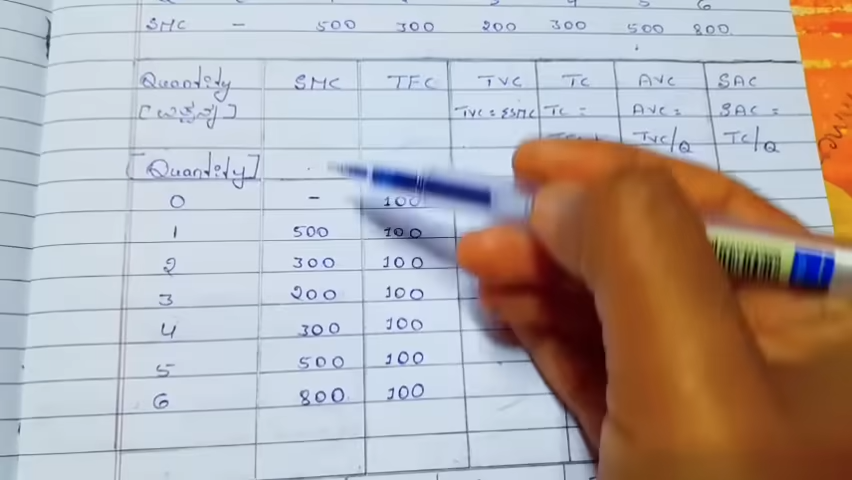 SMC - 500 300 200 300 500 800
Quantity SMC TFC TVC TC AVC SAC
TVC = ΣSMC TC = AVC = SAC =
TVC/Q TC/Q
[Quantity]
0 - 100
1 500 100
2 300 100
3 200 100
4 300 100
5 500 100
6 800 100